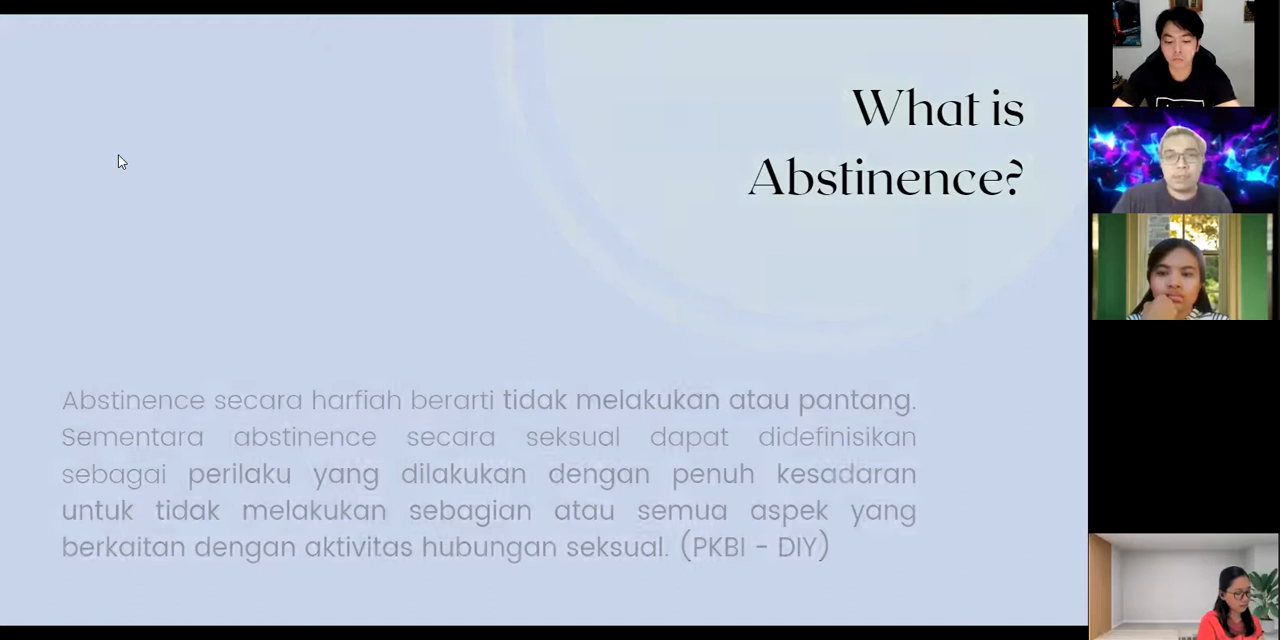 What is
Abstinence?
Abstinence secara harfiah berarti tidak melakukan atau pantang.
Sementara abstinence secara seksual dapat didefinisikan
sebagai perilaku yang dilakukan dengan penuh kesadaran
untuk tidak melakukan sebagian atau semua aspek yang
berkaitan dengan aktivitas hubungan seksual. (PKBI - DIY)